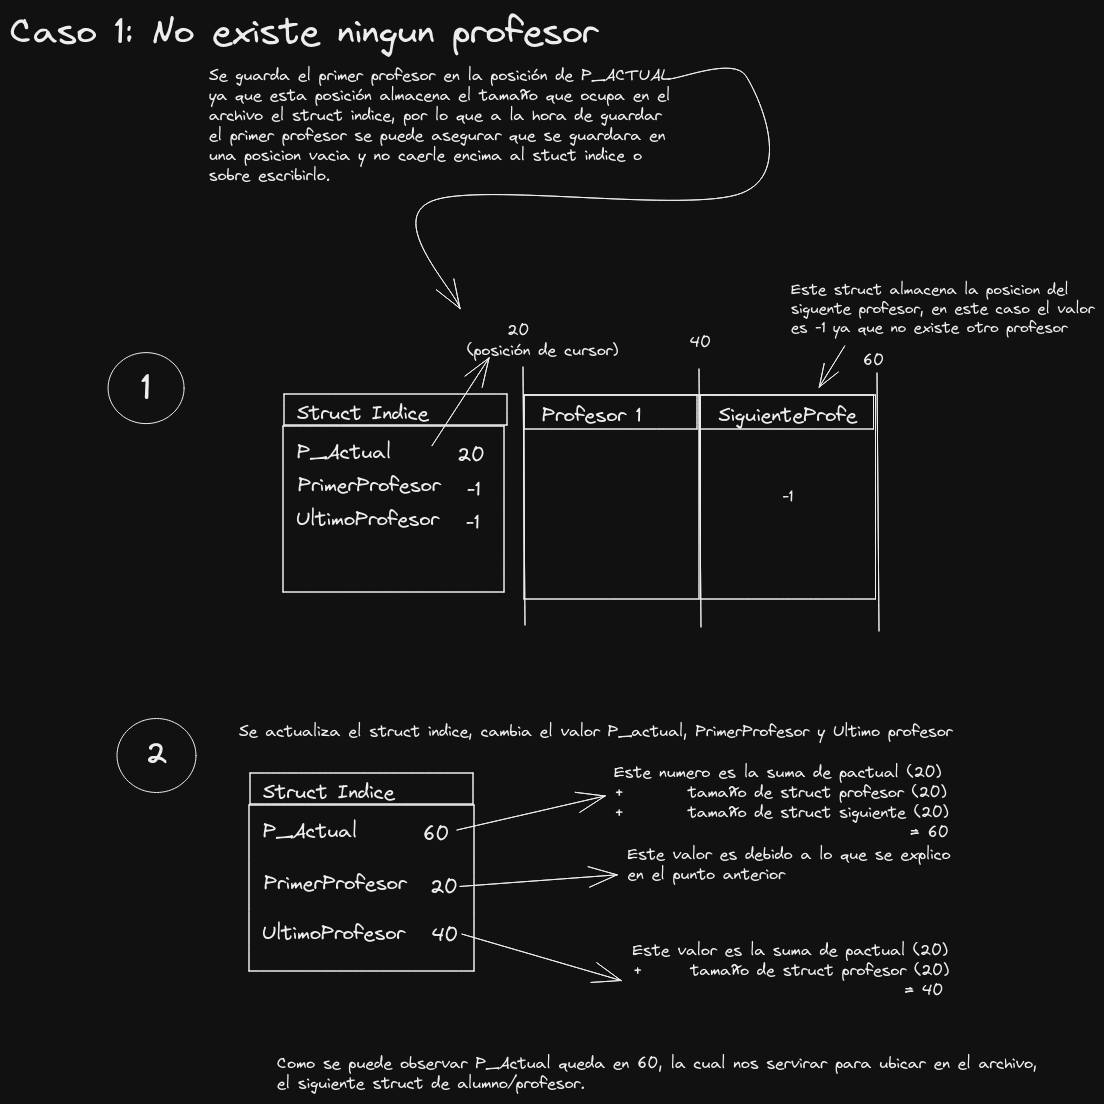 Caso 1: No existe ningun profesor
Se guarda el primer profesor en la posición de P_ACTUAL
ya que esta posición almacena el tamaño que ocupa en el
archivo el struct indice, por lo que a la hora de guardar
el primer profesor se puede asegurar que se guardara en
una posicion vacia y no caerle encima al stuct indice o
sobre escribirlo.
Este struct almacena la posicion del
siguente profesor, en este caso el valor
es -1 ya que no existe otro profesor
20
(posición de cursor)
40
60
1
Struct Indice
P_Actual 20
PrimerProfesor -1
UltimoProfesor -1
Profesor 1
SiguienteProfe
-1
2
Se actualiza el struct indice, cambia el valor P_actual, PrimerProfesor y Ultimo profesor
Struct Indice
P_Actual 60
PrimerProfesor 20
UltimoProfesor 40
Este numero es la suma de pactual (20)
+ tamaño de struct profesor (20)
+ tamaño de struct siguiente (20)
= 60
Este valor es debido a lo que se explico
en el punto anterior
Este valor es la suma de pactual (20)
+ tamaño de struct profesor (20)
= 40
Como se puede observar P_Actual queda en 60, la cual nos servirar para ubicar en el archivo,
el siguiente struct de alumno/profesor.